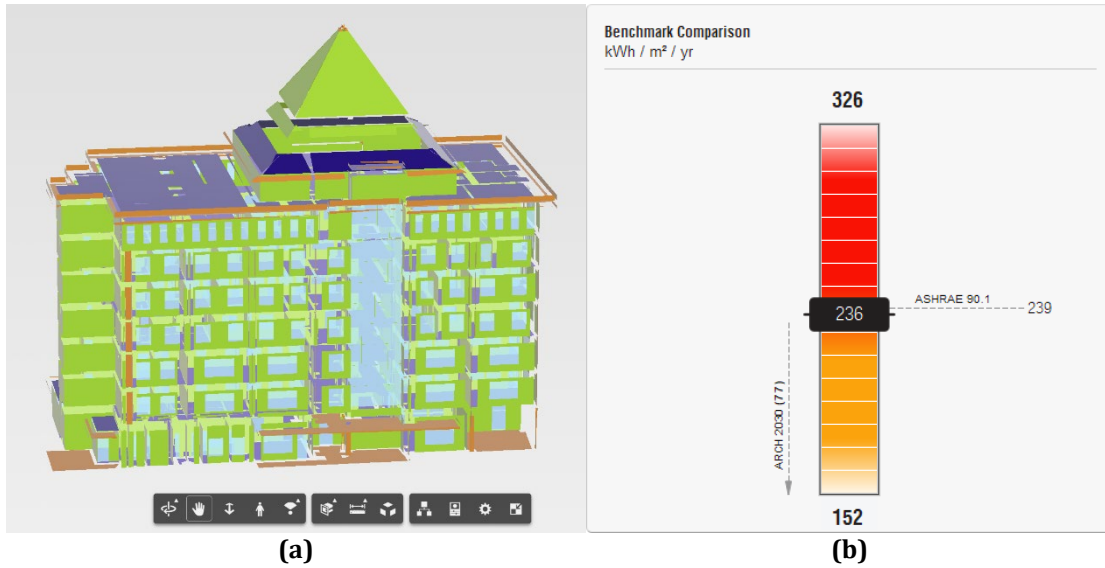 Benchmark Comparison
kWh / m² / yr
326
ASHRAE 90.1
239
236
ARCH 2030 (77)
152
(a)
(b)